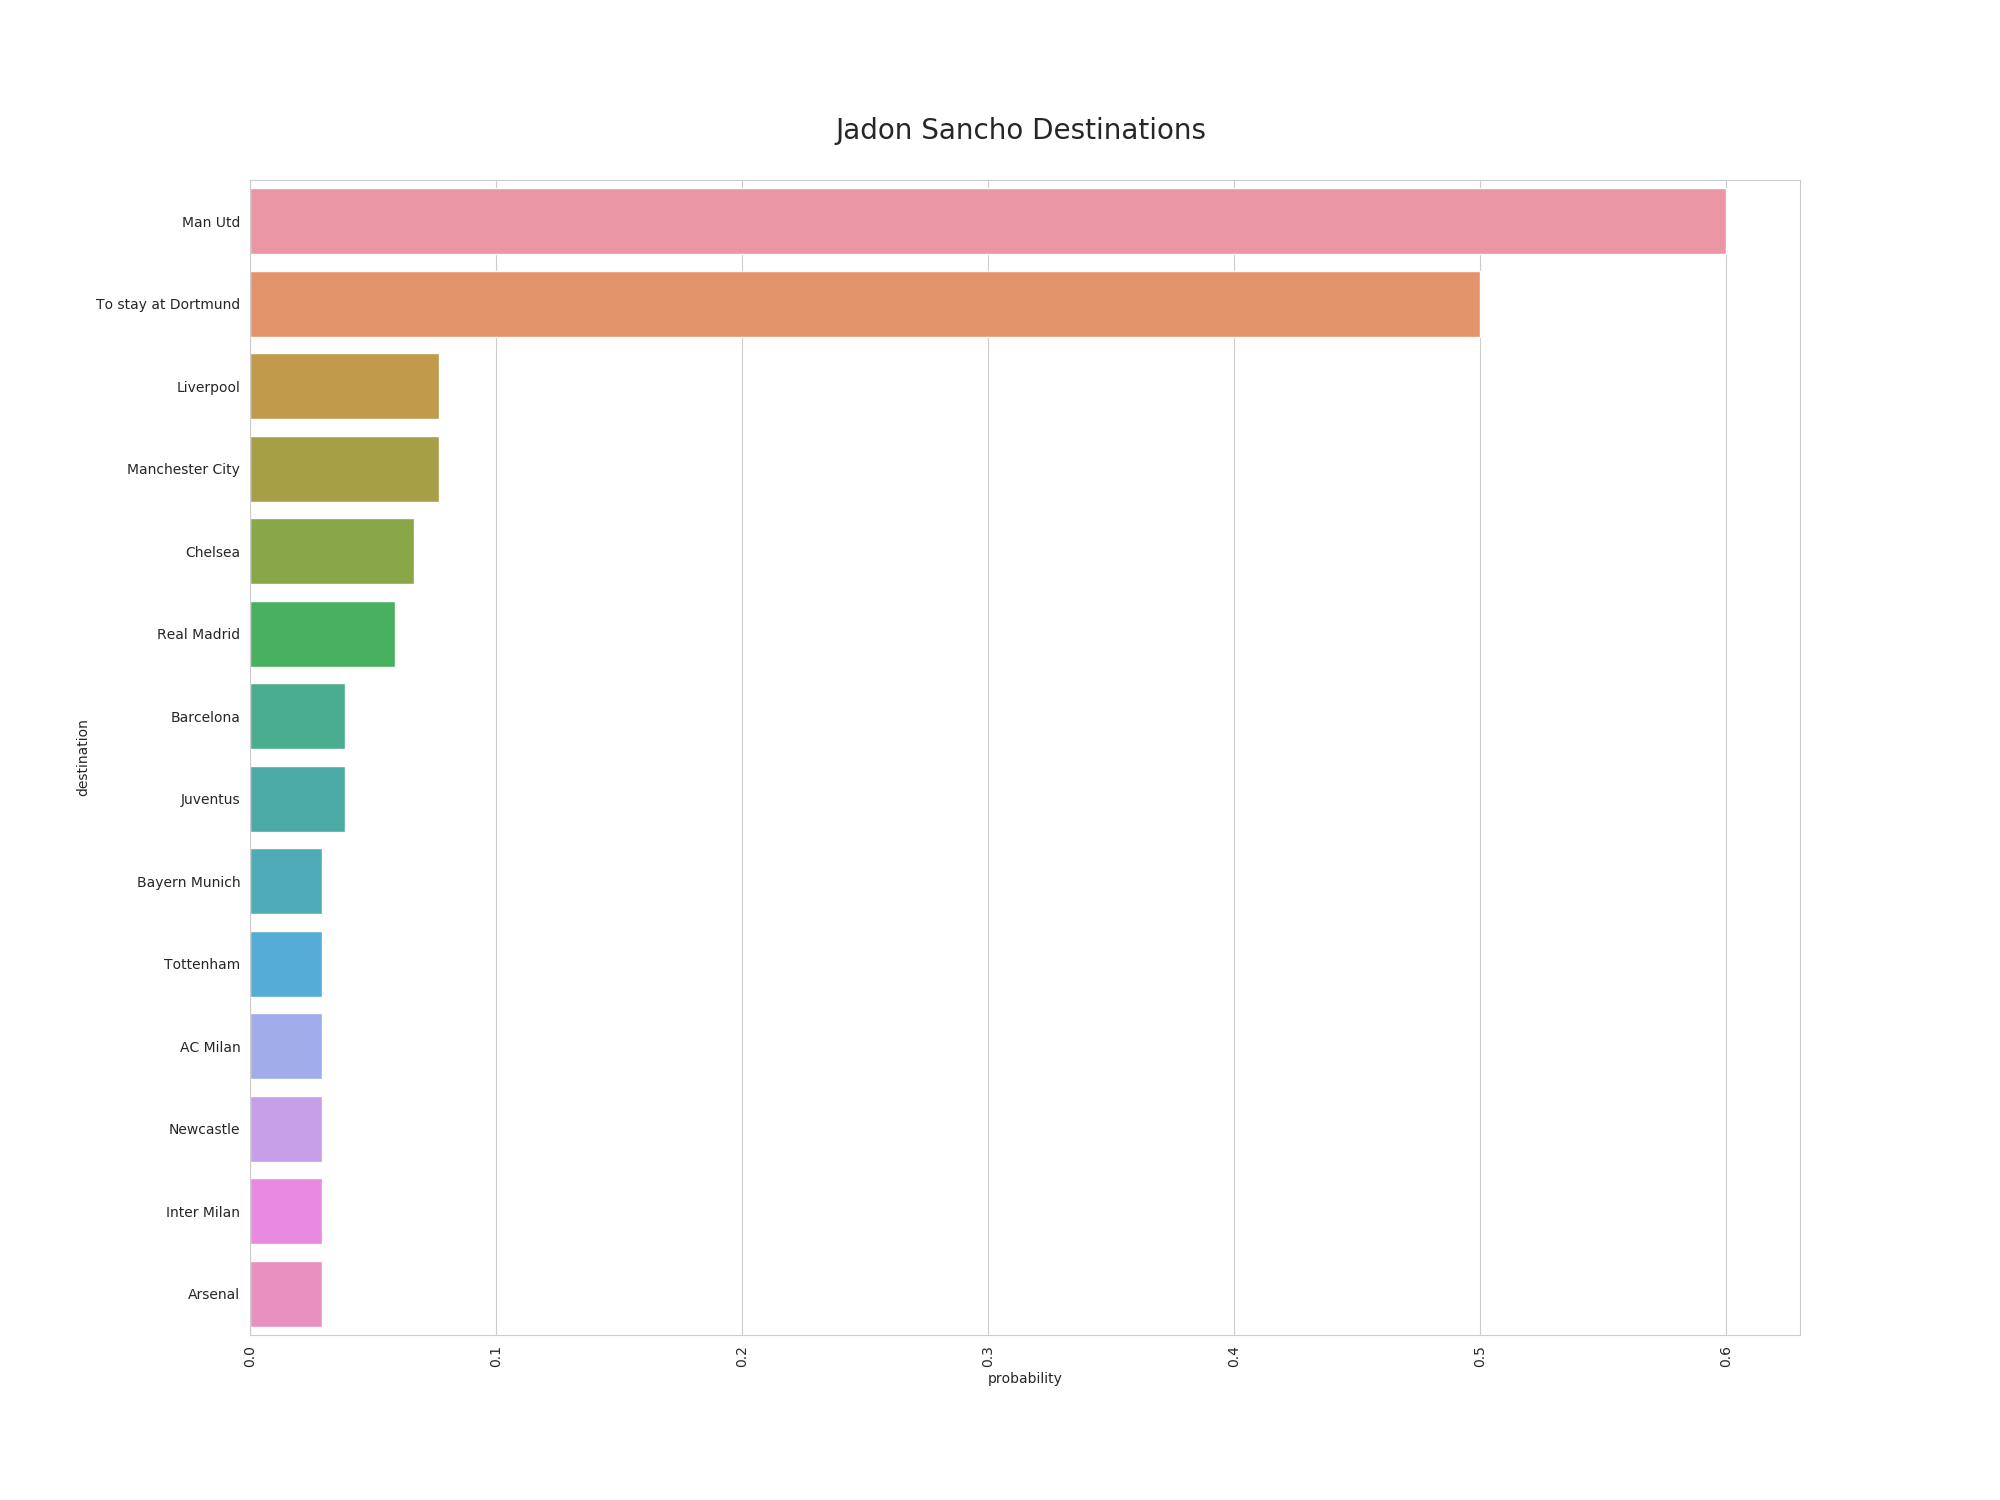 Jadon Sancho Destinations
Man Utd
To stay at Dortmund
Liverpool
Manchester City
Chelsea
Real Madrid
Barcelona
Juventus
Bayern Munich
Tottenham
AC Milan
Newcastle
Inter Milan
Arsenal
destination
0.0 0.1 0.2 0.3 0.4 0.5 0.6
probability